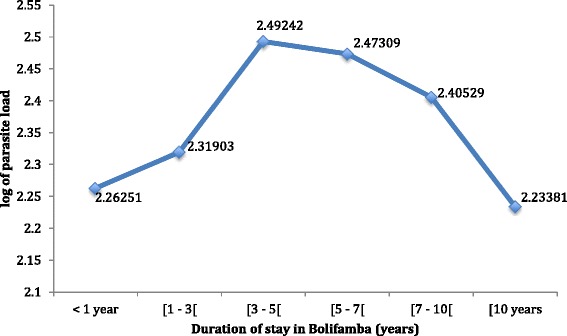 2.55
2.5
2.45
2.4
2.35
2.3
2.25
2.2
2.15
2.1
log of parasite load
2.26251
2.31903
2.49242
2.47309
2.40529
2.23381
< 1 year
[1 - 3[
[3 - 5[
[5 - 7[
[7 - 10[
[10 years
Duration of stay in Bolifamba (years)